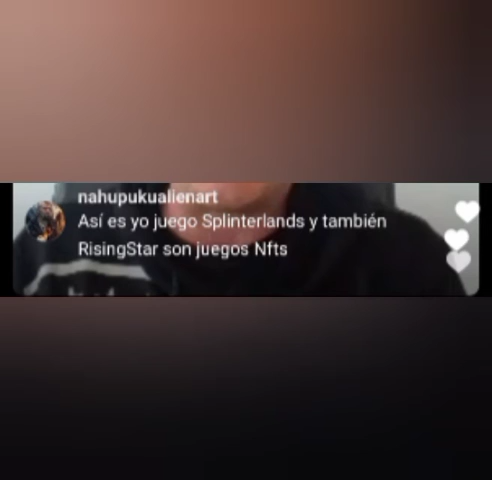 nahupukualienart
Así es yo juego Splinterlands y también
RisingStar son juegos Nfts